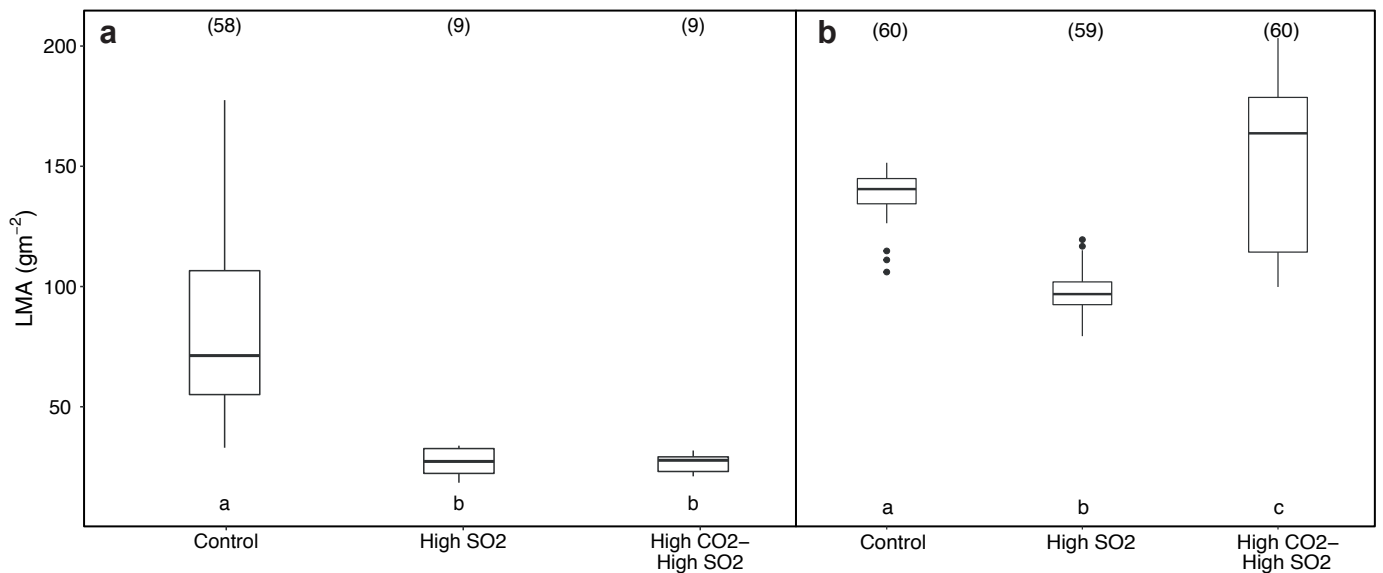 a
(58)
(9)
(9)
b
(60)
(59)
(60)
200
150
100
50
LMA (gm⁻²)
a
b
b
a
b
c
Control
High SO2
High CO2–
High SO2
Control
High SO2
High CO2–
High SO2